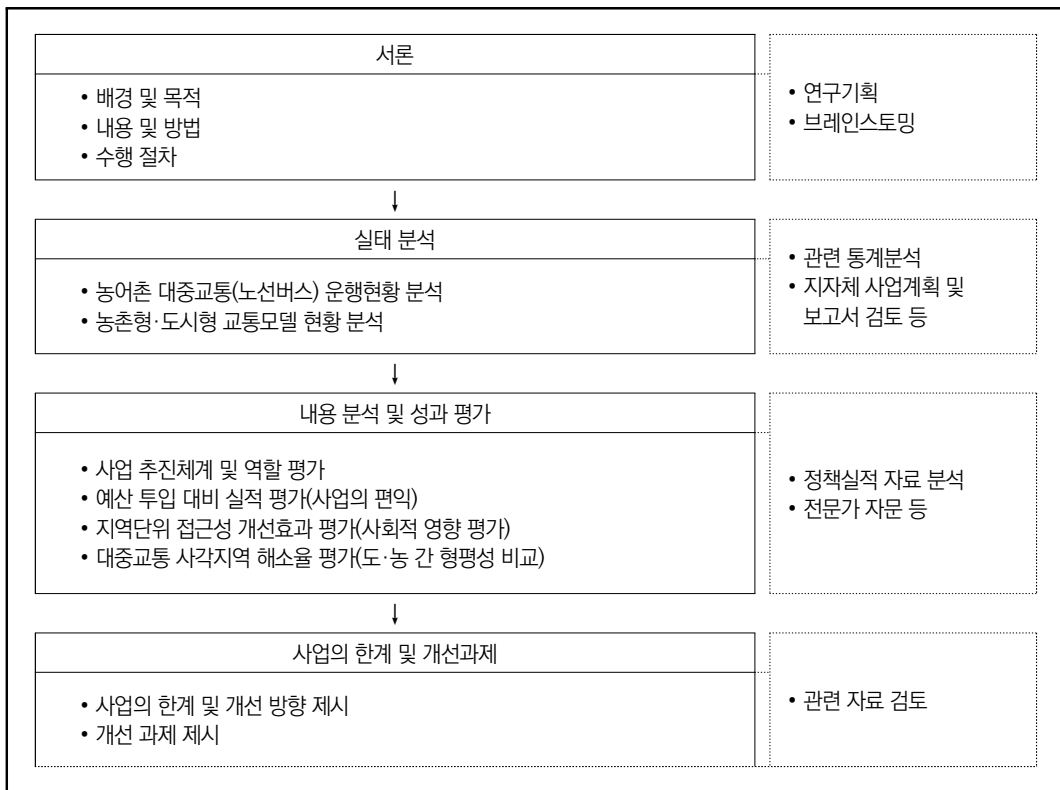 서론
• 배경 및 목적
• 내용 및 방법
• 수행 절차
• 연구기획
• 브레인스토밍
↓
실태 분석
• 농어촌 대중교통(노선버스) 운행현황 분석
• 농촌형·도시형 교통모델 현황 분석
• 관련 통계분석
• 지자체 사업계획 및
보고서 검토 등
↓
내용 분석 및 성과 평가
• 사업 추진체계 및 역할 평가
• 예산 투입 대비 실적 평가(사업의 편익)
• 지역단위 접근성 개선효과 평가(사회적 영향 평가)
• 대중교통 사각지역 해소율 평가(도·농 간 형평성 비교)
• 정책실적 자료 분석
• 전문가 자문 등
↓
사업의 한계 및 개선과제
• 사업의 한계 및 개선 방향 제시
• 개선 과제 제시
• 관련 자료 검토